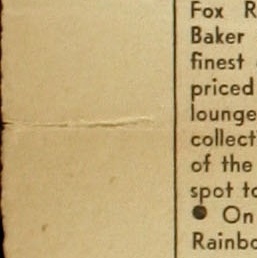 Fox R
Baker
finest
priced
lounge
collect
of the
spot to
● On
Rainbo